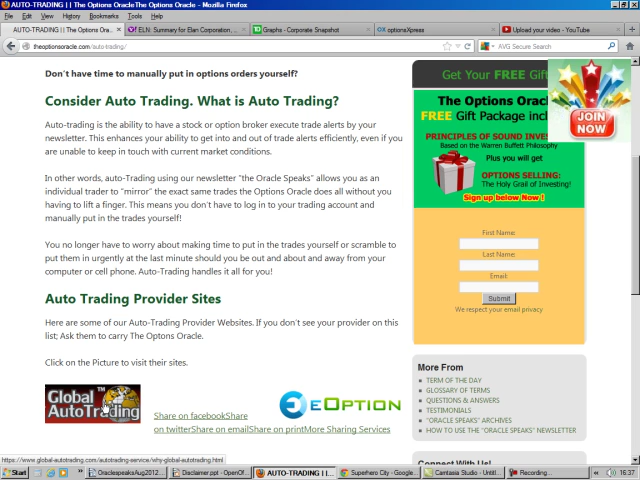 AUTO-TRADING | | The Options OracleThe Options Oracle - Mozilla Firefox
File Edit View History Bookmarks Tools Help
AUTO-TRADING | | The Options Ora...
ELN: Summary for Elan Corporation, ...
Graphs - Corporate Snapshot
optionsXpress
Upload your video - YouTube
theoptionsoracle.com/auto-trading/
AVG Secure Search
Don't have time to manually put in options orders yourself?
Consider Auto Trading. What is Auto Trading?
Auto-trading is the ability to have a stock or option broker execute trade alerts by your
newsletter. This enhances your ability to get into and out of trade alerts efficiently, even if you
are unable to keep in touch with current market conditions.
In other words, auto-Trading using our newsletter "the Oracle Speaks" allows you as an
individual trader to "mirror" the exact same trades the Options Oracle does all without you
having to lift a finger. This means you don't have to log in to your trading account and
manually put in the trades yourself!
You no longer have to worry about making time to put in the trades yourself or scramble to
put them in urgently at the last minute should you be out and about and away from your
computer or cell phone. Auto-Trading handles it all for you!
Auto Trading Provider Sites
Here are some of our Auto-Trading Provider Websites. If you don't see your provider on this
list; Ask them to carry The Options Oracle.
Click on the Picture to visit their sites.
Global
AutoTrading
eOPTION
Share on facebookShare
on twitterShare on emailShare on printMore Sharing Services
Get Your FREE Gif
JOIN
NOW
The Options Oracl
FREE Gift Package inclu
PRINCIPLES OF SOUND INVES
Based on the Warren Buffett Philosophy
Plus you will get
OPTIONS SELLING:
The Holy Grail of Investing!
Sign up below Now !
First Name:
Last Name:
Email:
Submit
We respect your email privacy
More From
TERM OF THE DAY
GLOSSARY OF TERMS
QUESTIONS & ANSWERS
TESTIMONIALS
"ORACLE SPEAKS" ARCHIVES
HOW TO USE THE "ORACLE SPEAKS" NEWSLETTER
Connect With Us!
https://www.global-autotrading.com/autotrading-service/why-global-autotrading.html
Start
OraclespeaksAug2012...
Disclaimer.ppt - OpenOf...
AUTO-TRADING | | ...
Superhero City - Google...
Camtasia Studio - Untitl...
Recording...
16:37